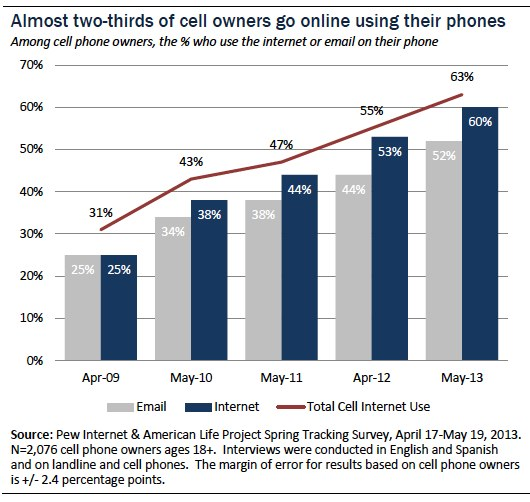 Almost two-thirds of cell owners go online using their phones
Among cell phone owners, the % who use the internet or email on their phone
70%
60%
50%
40%
30%
20%
10%
0%
31%
43%
47%
55%
63%
25%
25%
34%
38%
38%
44%
44%
53%
52%
60%
Apr-09
May-10
May-11
Apr-12
May-13
Email
Internet
Total Cell Internet Use
Source: Pew Internet & American Life Project Spring Tracking Survey, April 17-May 19, 2013.
N=2,076 cell phone owners ages 18+. Interviews were conducted in English and Spanish
and on landline and cell phones. The margin of error for results based on cell phone owners
is +/- 2.4 percentage points.